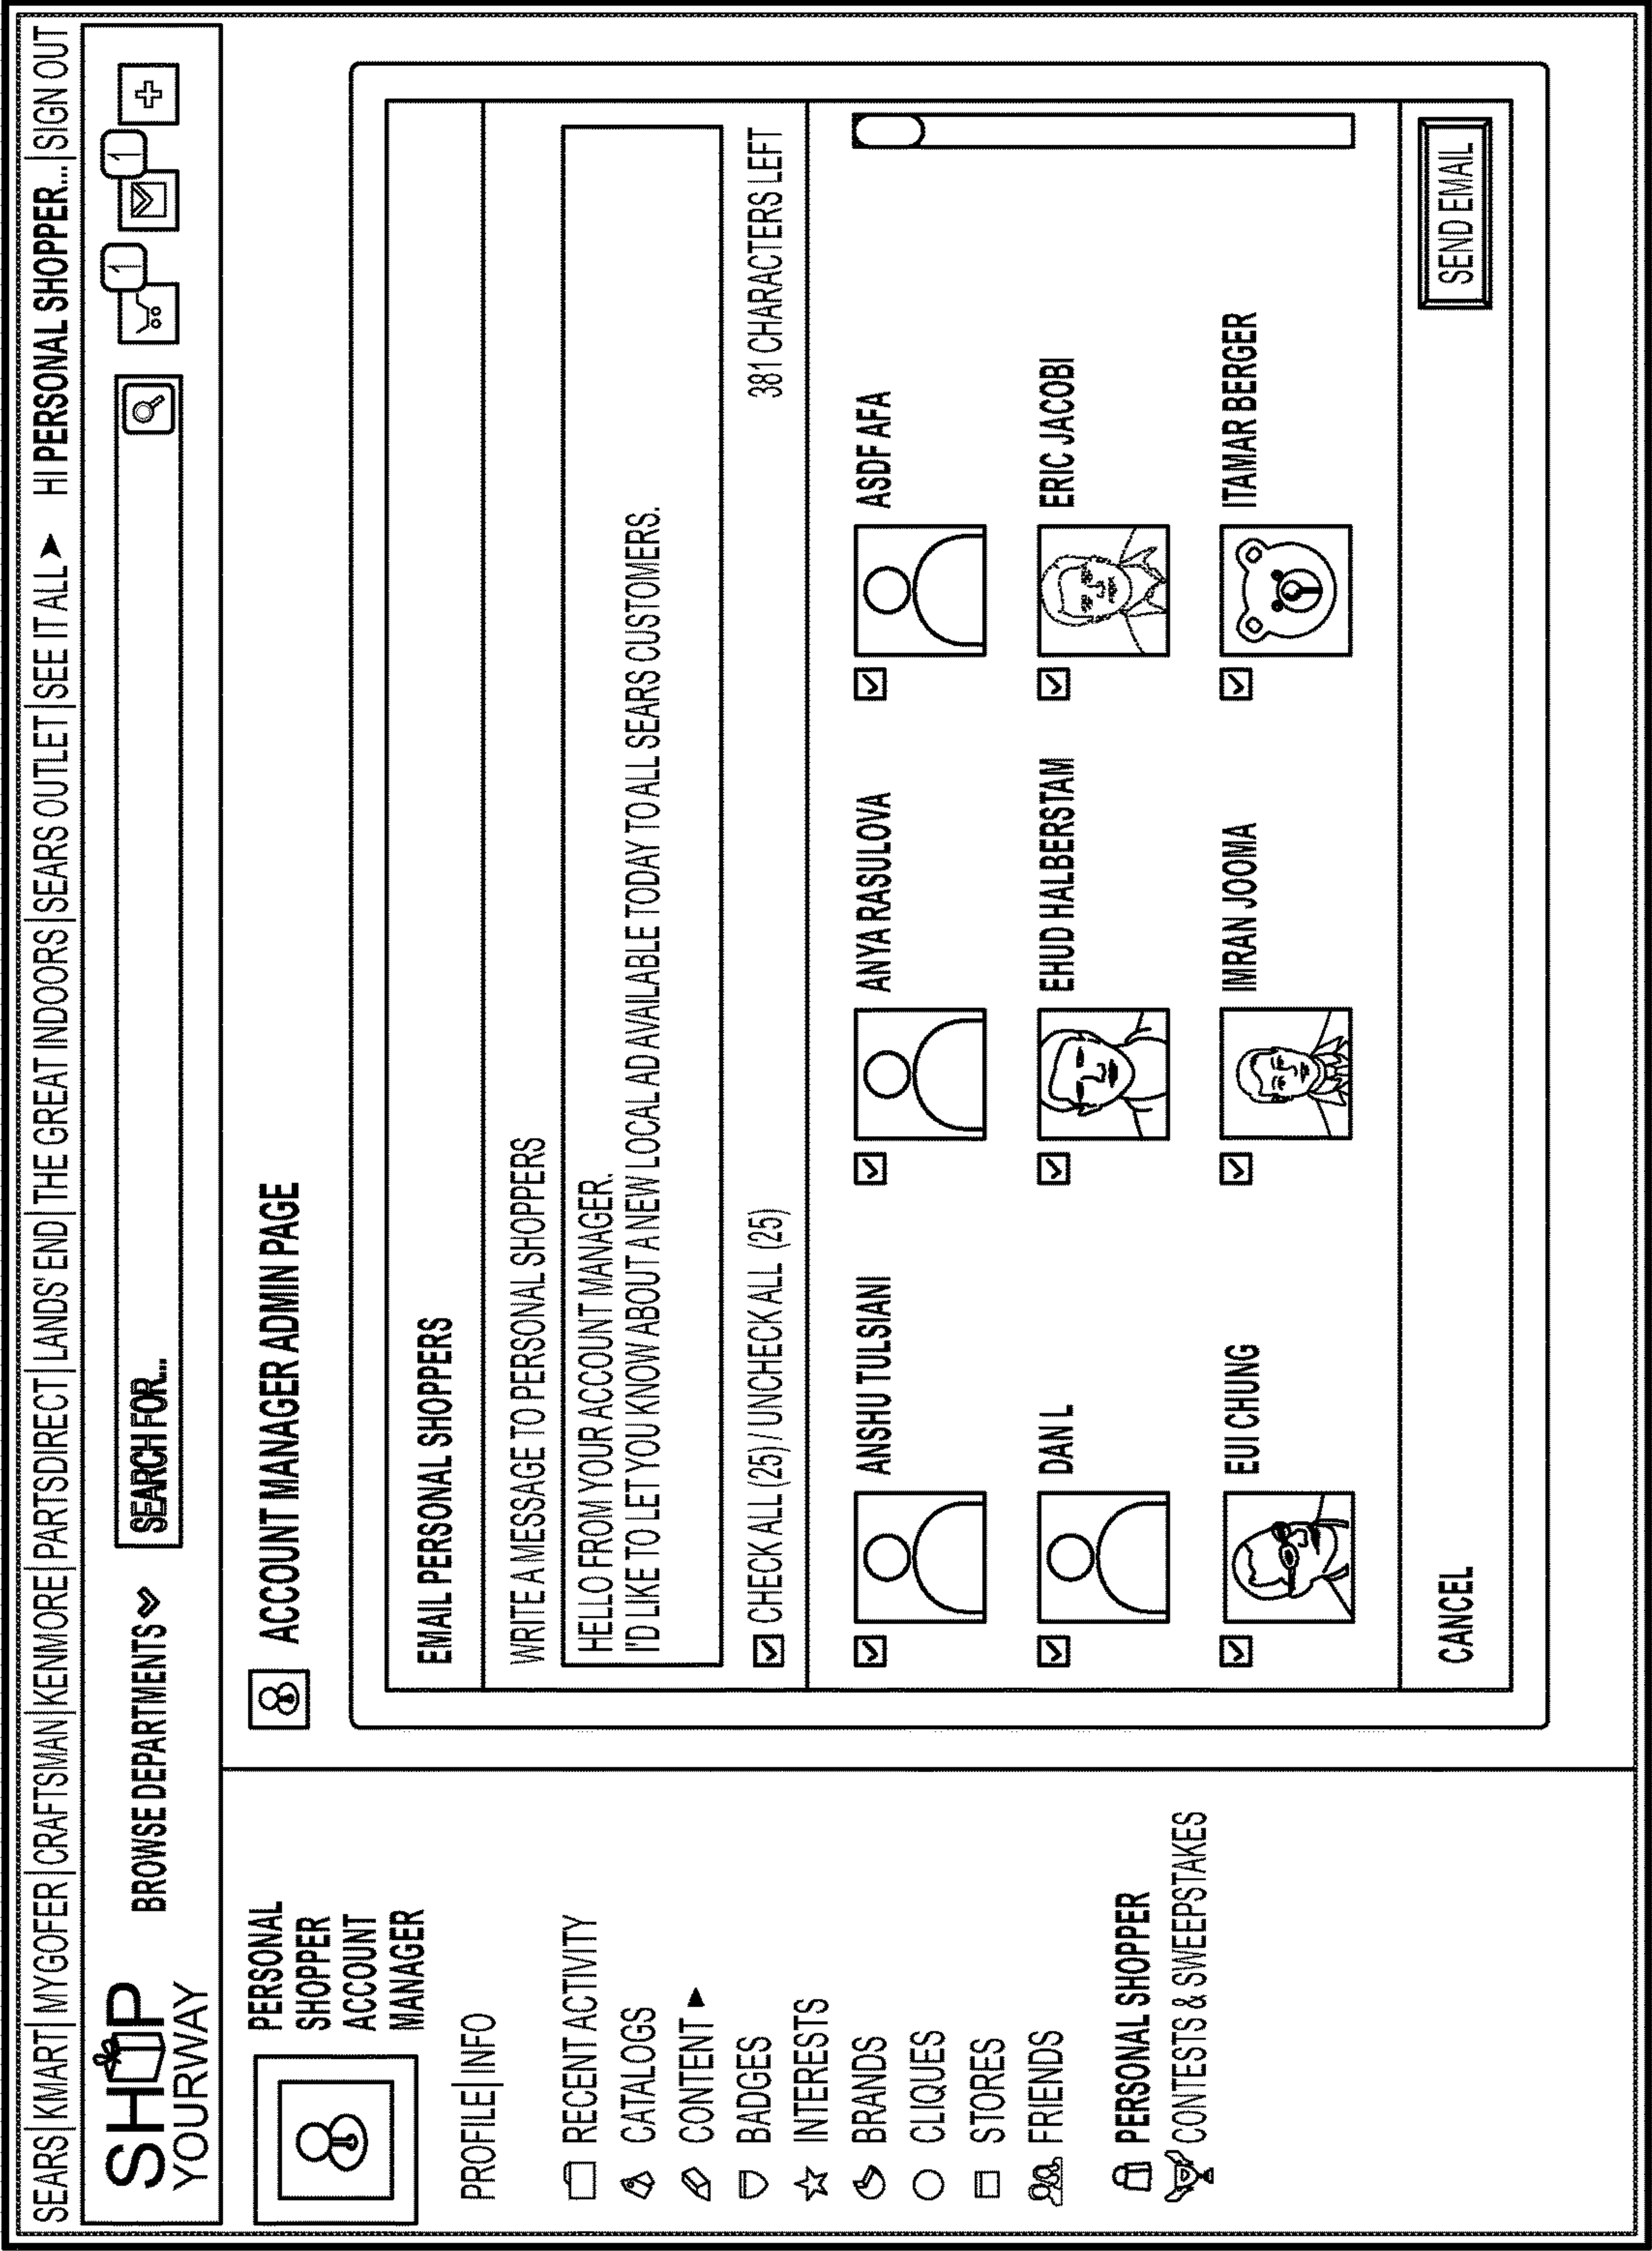 SEARS | KMART | MYGOFER | CRAFTSMAN | KENMORE | PARTSDIRECT | LANDS' END | THE GREAT INDOORS | SEARS OUTLET | SEE IT ALL HI PERSONAL SHOPPER... | SIGN OUT
SHOP
YOURWAY
BROWSE DEPARTMENTS
SEARCH FOR...
1
1
PERSONAL
SHOPPER
ACCOUNT
MANAGER
PROFILE | INFO
RECENT ACTIVITY
CATALOGS
CONTENT
BADGES
INTERESTS
BRANDS
CLIQUES
STORES
FRIENDS
PERSONAL SHOPPER
CONTESTS & SWEEPSTAKES
ACCOUNT MANAGER ADMIN PAGE
EMAIL PERSONAL SHOPPERS
WRITE A MESSAGE TO PERSONAL SHOPPERS
HELLO FROM YOUR ACCOUNT MANAGER.
I'D LIKE TO LET YOU KNOW ABOUT A NEW LOCAL AD AVAILABLE TODAY TO ALL SEARS CUSTOMERS.
CHECK ALL (25) / UNCHECK ALL (25) 381 CHARACTERS LEFT
ANSHU TULSIANI ANYA RASULOVA ASDF AFA
DAN L EHUD HALBERSTAM ERIC JACOBI
EUI CHUNG IMRAN JOOMA ITAMAR BERGER
CANCEL SEND EMAIL